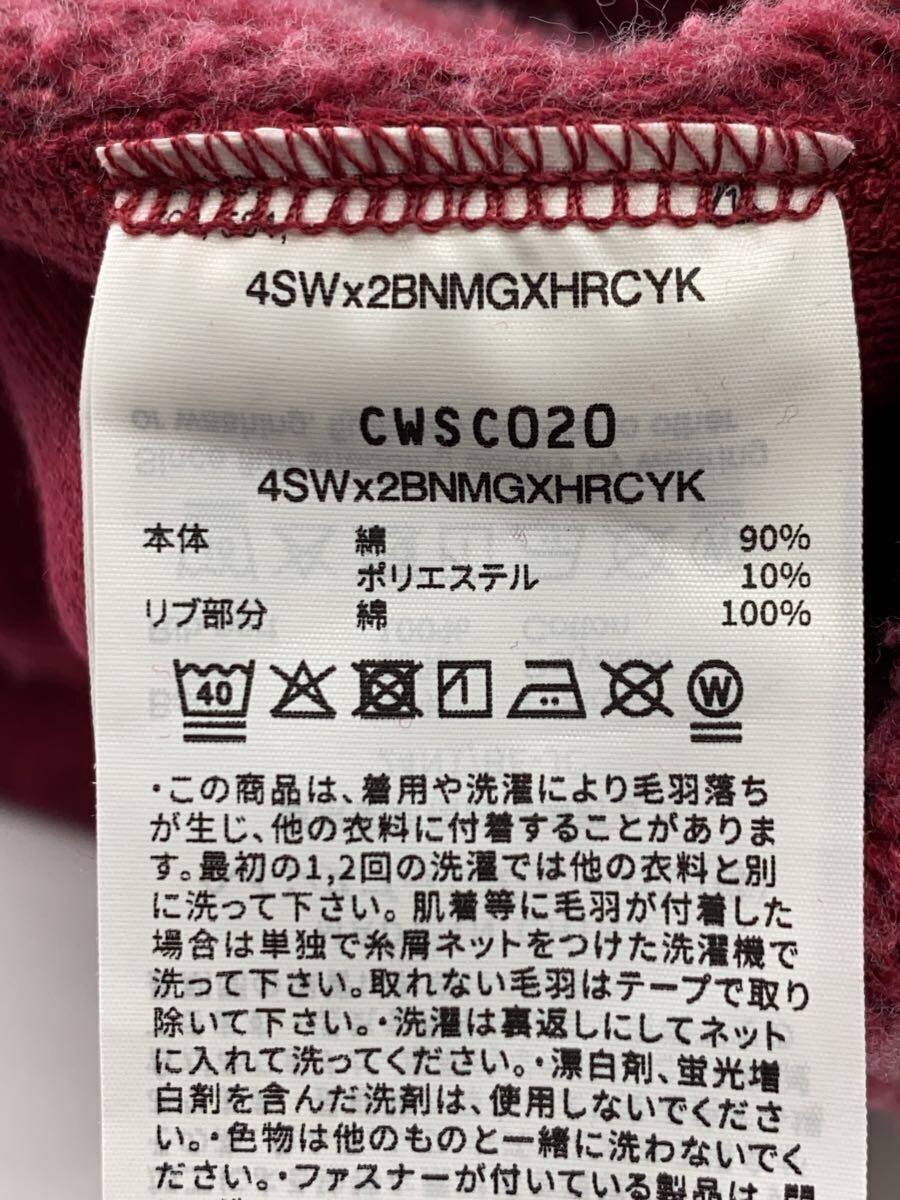 4SWx2BNMGXHRCYK
CWSC020
4SWx2BNMGXHRCYK
本体 綿 90%
ポリエステル 10%
リブ部分 綿 100%
40 1 W
・この商品は、着用や洗濯により毛羽落ち
が生じ、他の衣料に付着することがありま
す。最初の1,2回の洗濯では他の衣料と別
に洗って下さい。肌着等に毛羽が付着した
場合は単独で糸屑ネットをつけた洗濯機で
洗って下さい。取れない毛羽はテープで取り
除いて下さい。・洗濯は裏返しにしてネット
に入れて洗ってください。・漂白剤、蛍光増
白剤を含んだ洗剤は、使用しないでくださ
い。・色物は他のものと一緒に洗わないでく
ださい。・ファスナーが付いている製品は、